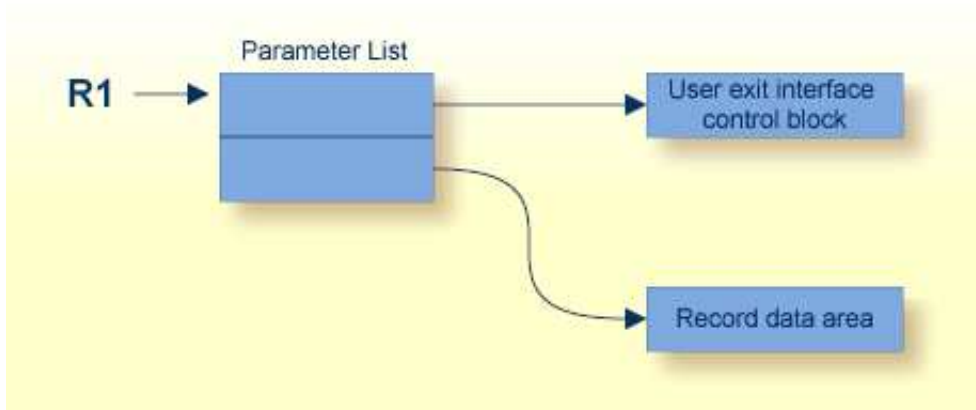 Parameter List
R1
User exit interface
control block
Record data area